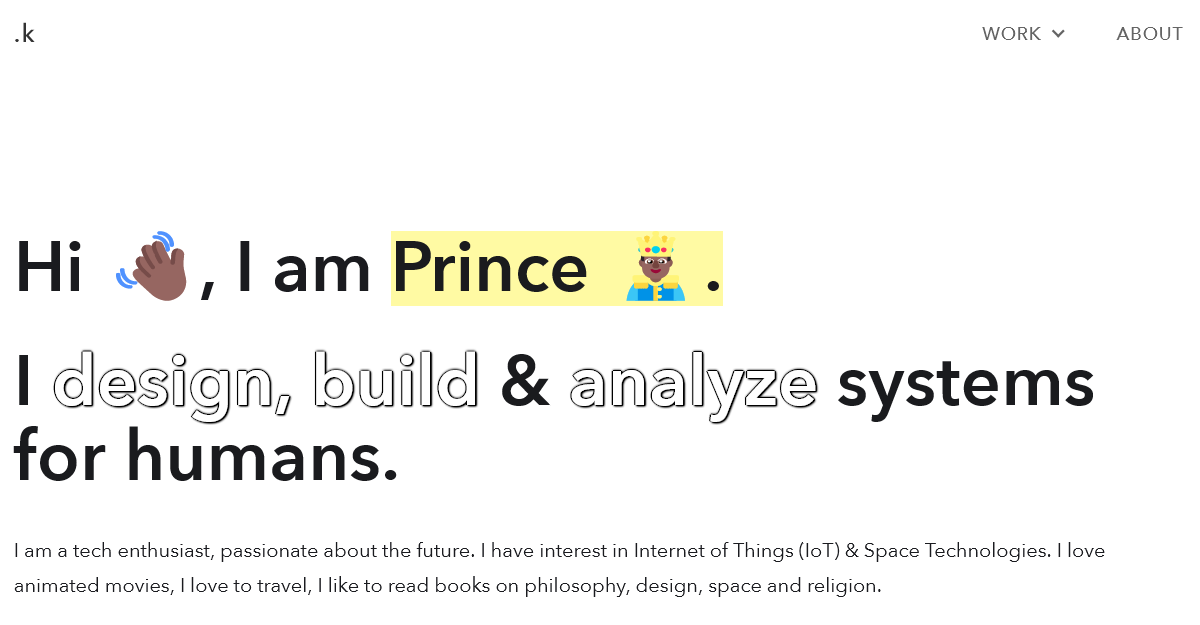 .k
WORK ABOUT
Hi 👋🏾, I am Prince 🤴🏾.
I design, build & analyze systems
for humans.
I am a tech enthusiast, passionate about the future. I have interest in Internet of Things (IoT) & Space Technologies. I love
animated movies, I love to travel, I like to read books on philosophy, design, space and religion.